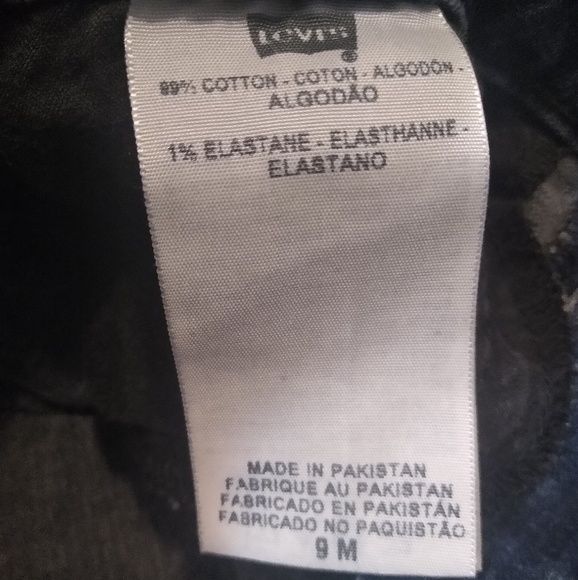 LEVI'S
®
99% COTTON - COTON - ALGODÓN -
ALGODÃO
1% ELASTANE - ELASTHANNE -
ELASTANO
MADE IN PAKISTAN
FABRIQUE AU PAKISTAN
FABRICADO EN PAKISTÁN
FABRICADO NO PAQUISTÃO
9 M